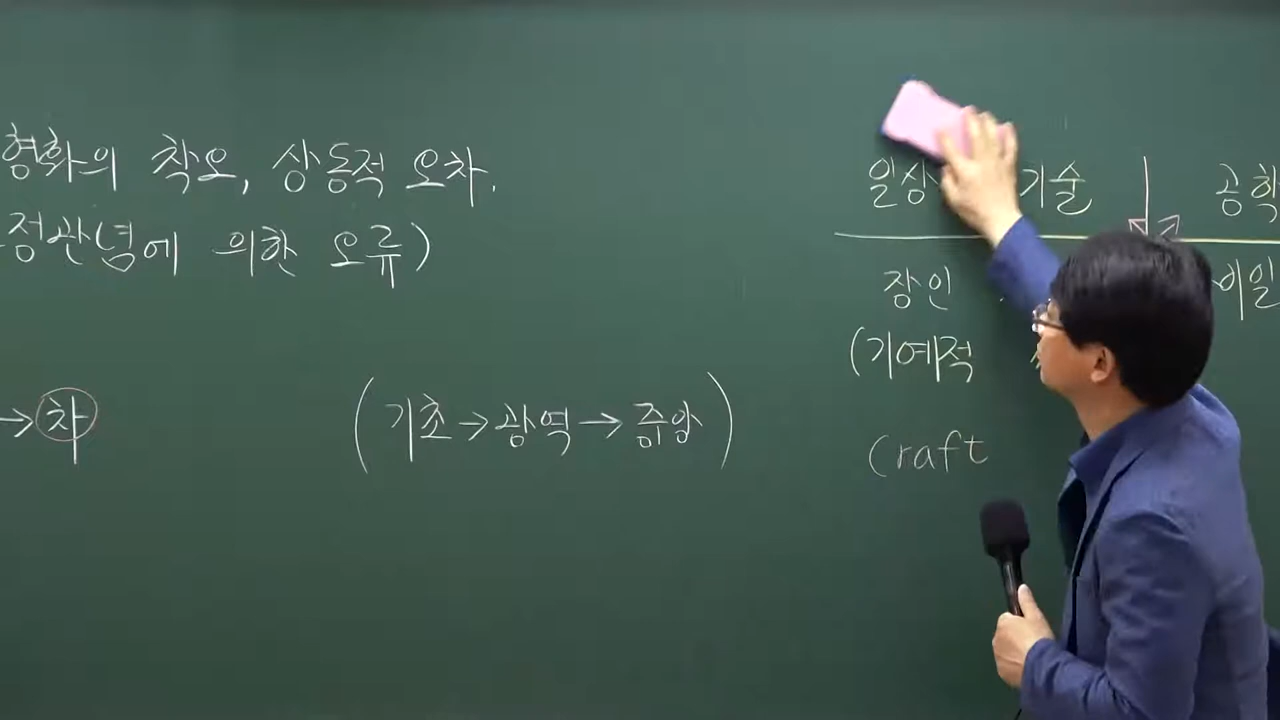 형화의 착오, 상동적 오차.
정관념에 의한 오류)
→차
(기초→광역→중앙)
일상 기술 공학
장인 일
(기예적
craft